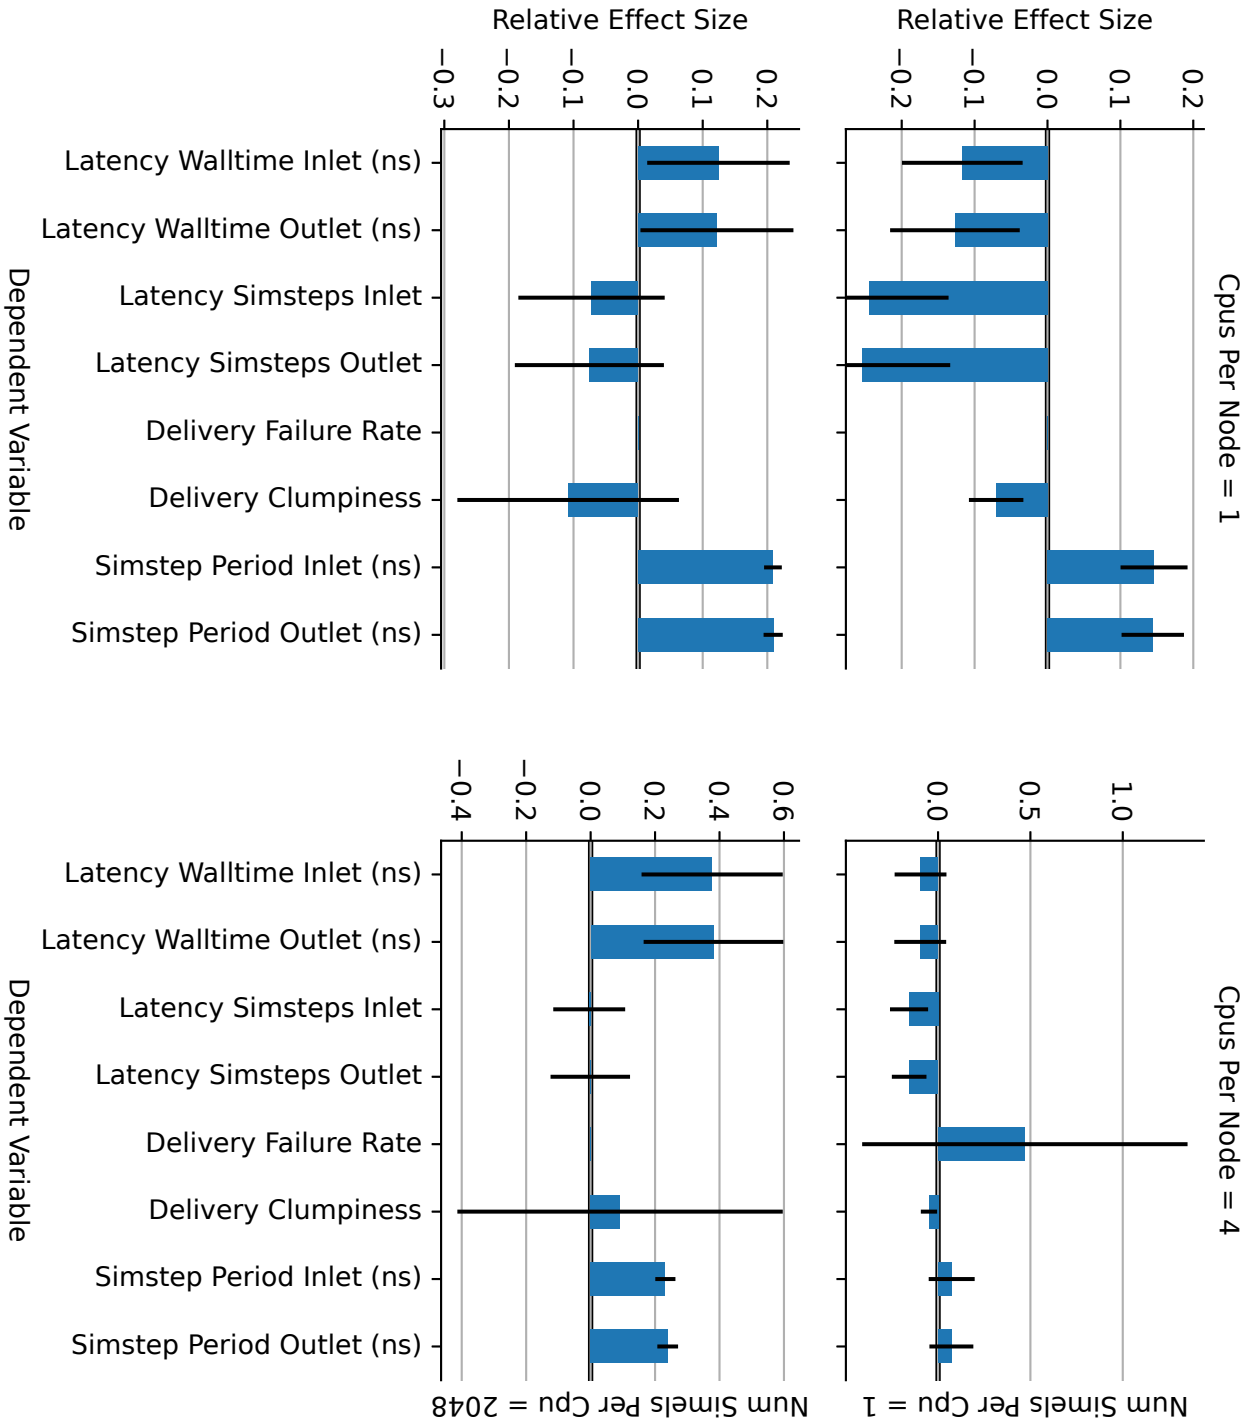 Cpus Per Node = 1
Relative Effect Size
−0.2
−0.1
0.0
0.1
0.2
Cpus Per Node = 4
0.0
0.5
1.0
Num Simels Per Cpu = 1
Relative Effect Size
−0.3
−0.2
−0.1
0.0
0.1
0.2
Latency Walltime Inlet (ns)
Latency Walltime Outlet (ns)
Latency Simsteps Inlet
Latency Simsteps Outlet
Delivery Failure Rate
Delivery Clumpiness
Simstep Period Inlet (ns)
Simstep Period Outlet (ns)
Dependent Variable
−0.4
−0.2
0.0
0.2
0.4
0.6
Num Simels Per Cpu = 2048
Latency Walltime Inlet (ns)
Latency Walltime Outlet (ns)
Latency Simsteps Inlet
Latency Simsteps Outlet
Delivery Failure Rate
Delivery Clumpiness
Simstep Period Inlet (ns)
Simstep Period Outlet (ns)
Dependent Variable